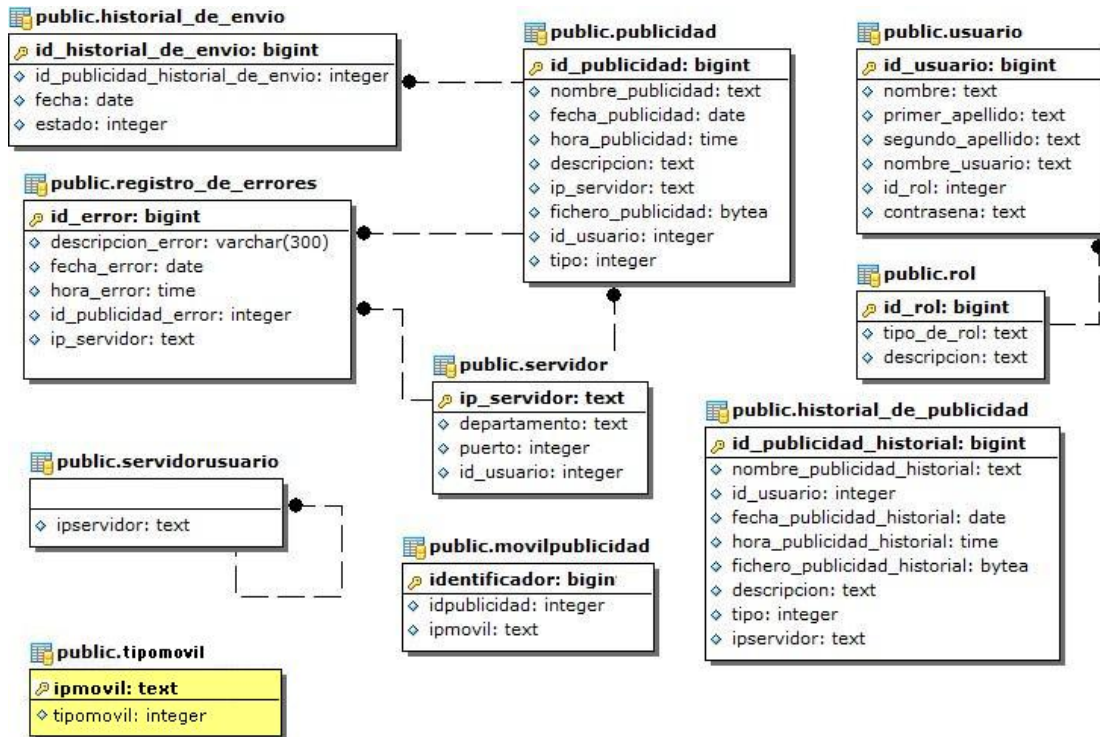 public.historial_de_envio
id_historial_de_envio: bigint
id_publicidad_historial_de_envio: integer
fecha: date
estado: integer
public.publicidad
id_publicidad: bigint
nombre_publicidad: text
fecha_publicidad: date
hora_publicidad: time
descripcion: text
ip_servidor: text
fichero_publicidad: bytea
id_usuario: integer
tipo: integer
public.usuario
id_usuario: bigint
nombre: text
primer_apellido: text
segundo_apellido: text
nombre_usuario: text
id_rol: integer
contrasena: text
public.registro_de_errores
id_error: bigint
descripcion_error: varchar(300)
fecha_error: date
hora_error: time
id_publicidad_error: integer
ip_servidor: text
public.rol
id_rol: bigint
tipo_de_rol: text
descripcion: text
public.servidor
ip_servidor: text
departamento: text
puerto: integer
id_usuario: integer
public.historial_de_publicidad
id_publicidad_historial: bigint
nombre_publicidad_historial: text
id_usuario: integer
fecha_publicidad_historial: date
hora_publicidad_historial: time
fichero_publicidad_historial: bytea
descripcion: text
tipo: integer
ipservidor: text
public.servidorusuario
ipservidor: text
public.movilpublicidad
identificador: bigin
idpublicidad: integer
ipmovil: text
public.tipomovil
ipmovil: text
tipomovil: integer